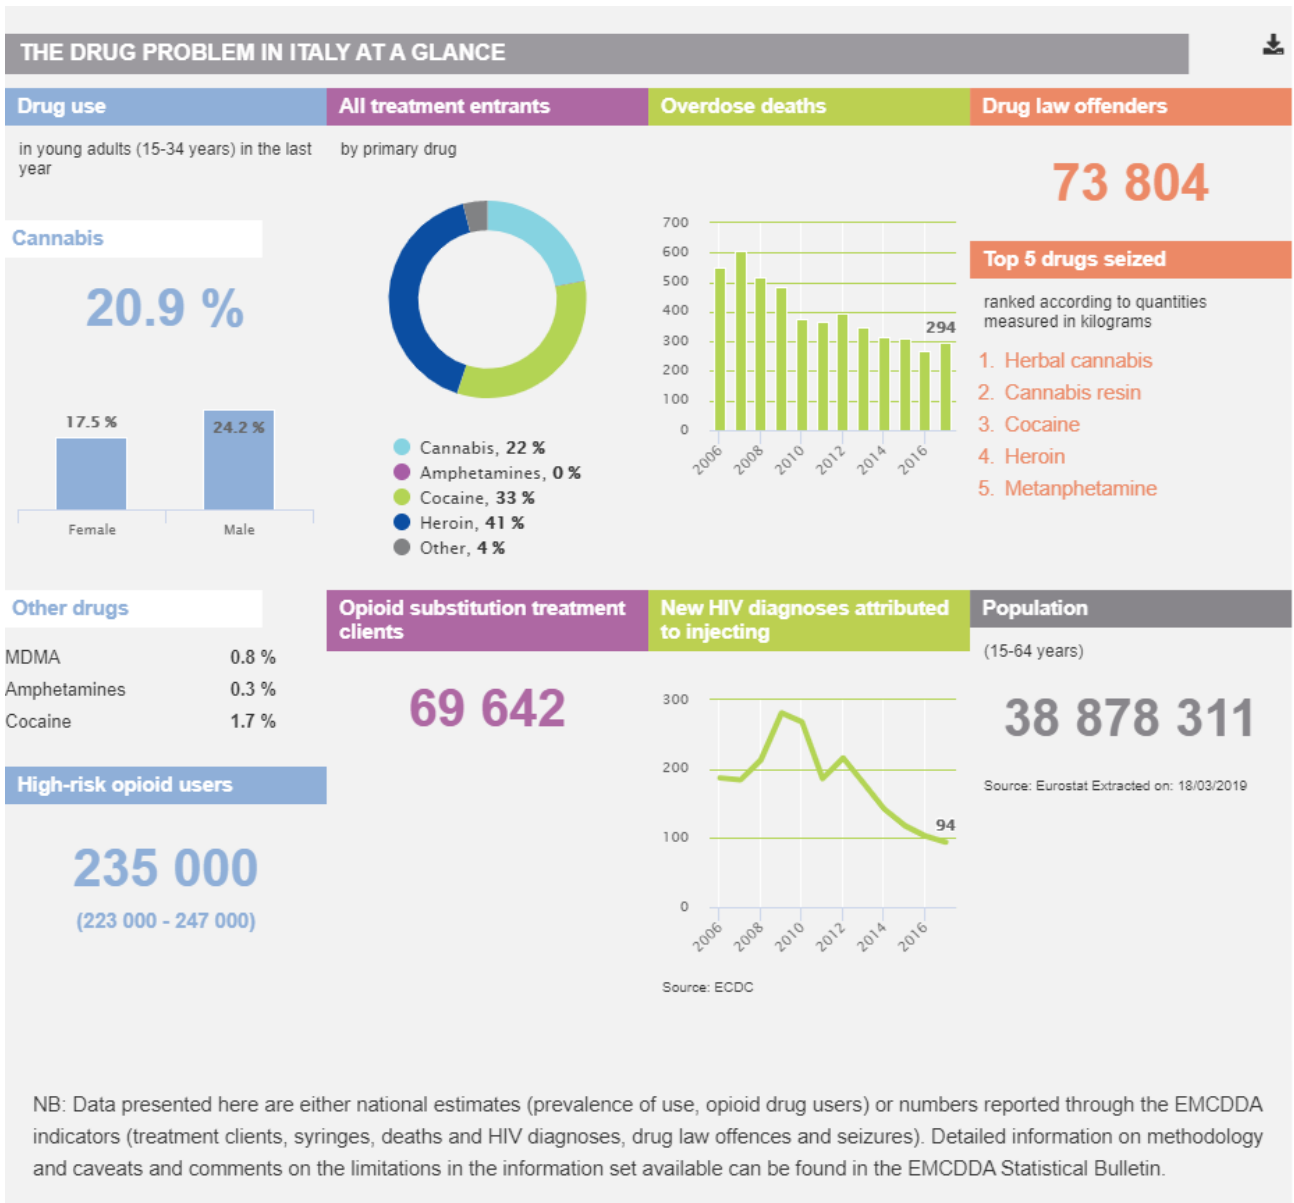 THE DRUG PROBLEM IN ITALY AT A GLANCE
Drug use
in young adults (15-34 years) in the last
year
Cannabis
20.9 %
17.5 %
24.2 %
Female
Male
Other drugs
MDMA 0.8 %
Amphetamines 0.3 %
Cocaine 1.7 %
High-risk opioid users
235 000
(223 000 - 247 000)
All treatment entrants
by primary drug
Cannabis, 22 %
Amphetamines, 0 %
Cocaine, 33 %
Heroin, 41 %
Other, 4 %
Opioid substitution treatment
clients
69 642
Overdose deaths
700
600
500
400
300
200
100
0
294
2006 2008 2010 2012 2014 2016
New HIV diagnoses attributed
to injecting
300
200
100
0
94
2006 2008 2010 2012 2014 2016
Source: ECDC
Drug law offenders
73 804
Top 5 drugs seized
ranked according to quantities
measured in kilograms
1. Herbal cannabis
2. Cannabis resin
3. Cocaine
4. Heroin
5. Metanphetamine
Population
(15-64 years)
38 878 311
Source: Eurostat Extracted on: 18/03/2019
NB: Data presented here are either national estimates (prevalence of use, opioid drug users) or numbers reported through the EMCDDA
indicators (treatment clients, syringes, deaths and HIV diagnoses, drug law offences and seizures). Detailed information on methodology
and caveats and comments on the limitations in the information set available can be found in the EMCDDA Statistical Bulletin.